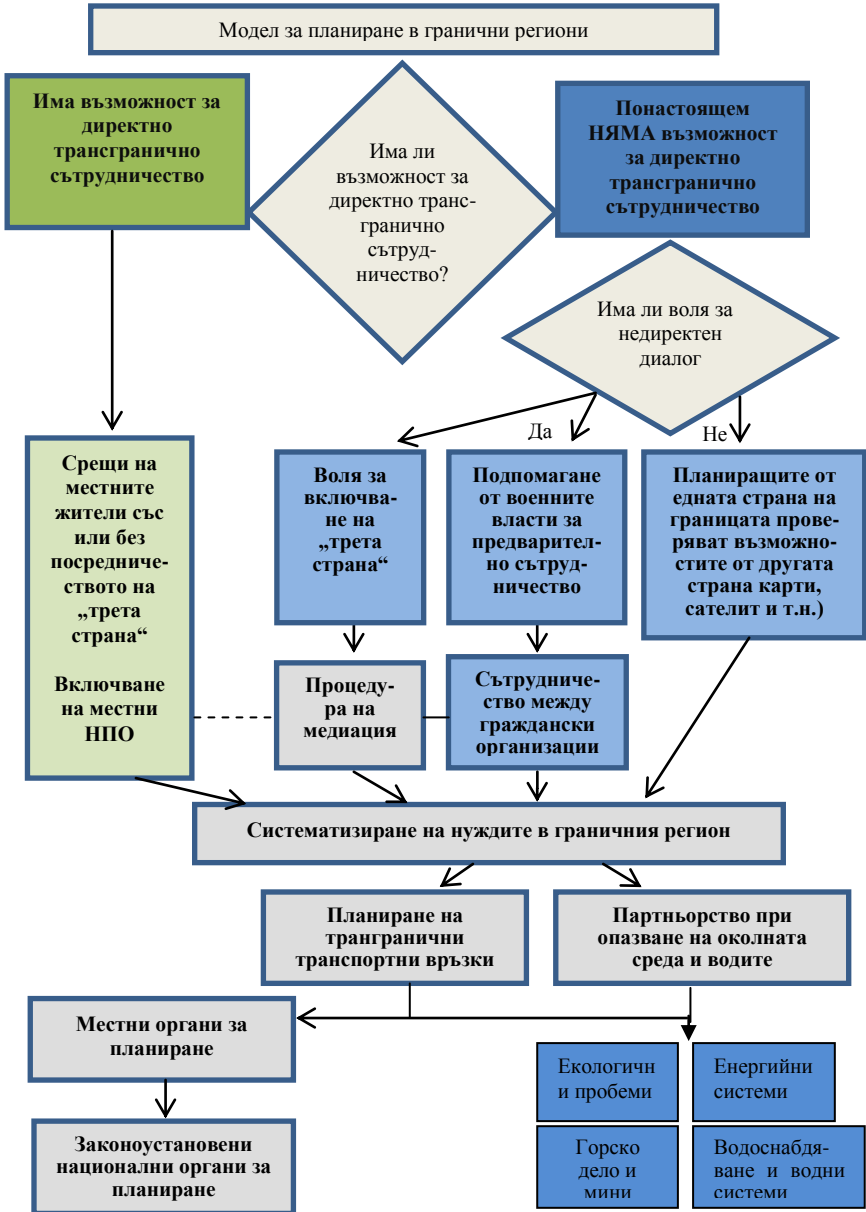 Модел за планиране в гранични региони
Има възможност за
директно
трансгранично
сътрудничество
Има ли
възможност за
директно транс-
гранично
сътруд-
ничество?
Понастоящем
НЯМА възможност
за директно
трансгранично
сътрудничество
Има ли воля за
недиректен
диалог
Да
Не
Срещи на
местните
жители със
или без
посредниче-
ството на
„трета
страна“
Включване
на местни
НПО
Воля за
включва-
не на
„трета
страна“
Подпомагане
от военните
власти за
предварител-
но сътруд-
ничество
Планиращите от
едната страна на
границата прове-
ряват възможно-
стите от другата
страна карти,
сателит и т.н.)
Процеду-
ра на
медиация
Сътрудниче-
ство между
граждански
организации
Систематизиране на нуждите в граничния регион
Планиране на
трангранични
транспортни връзки
Партньорство при
опазване на околната
среда и водите
Местни органи за
планиране
Екологичн
и пробеми
Енергийни
системи
Законоустановени
национални органи за
планиране
Горско
дело и
мини
Водоснабдя-
ване и водни
системи